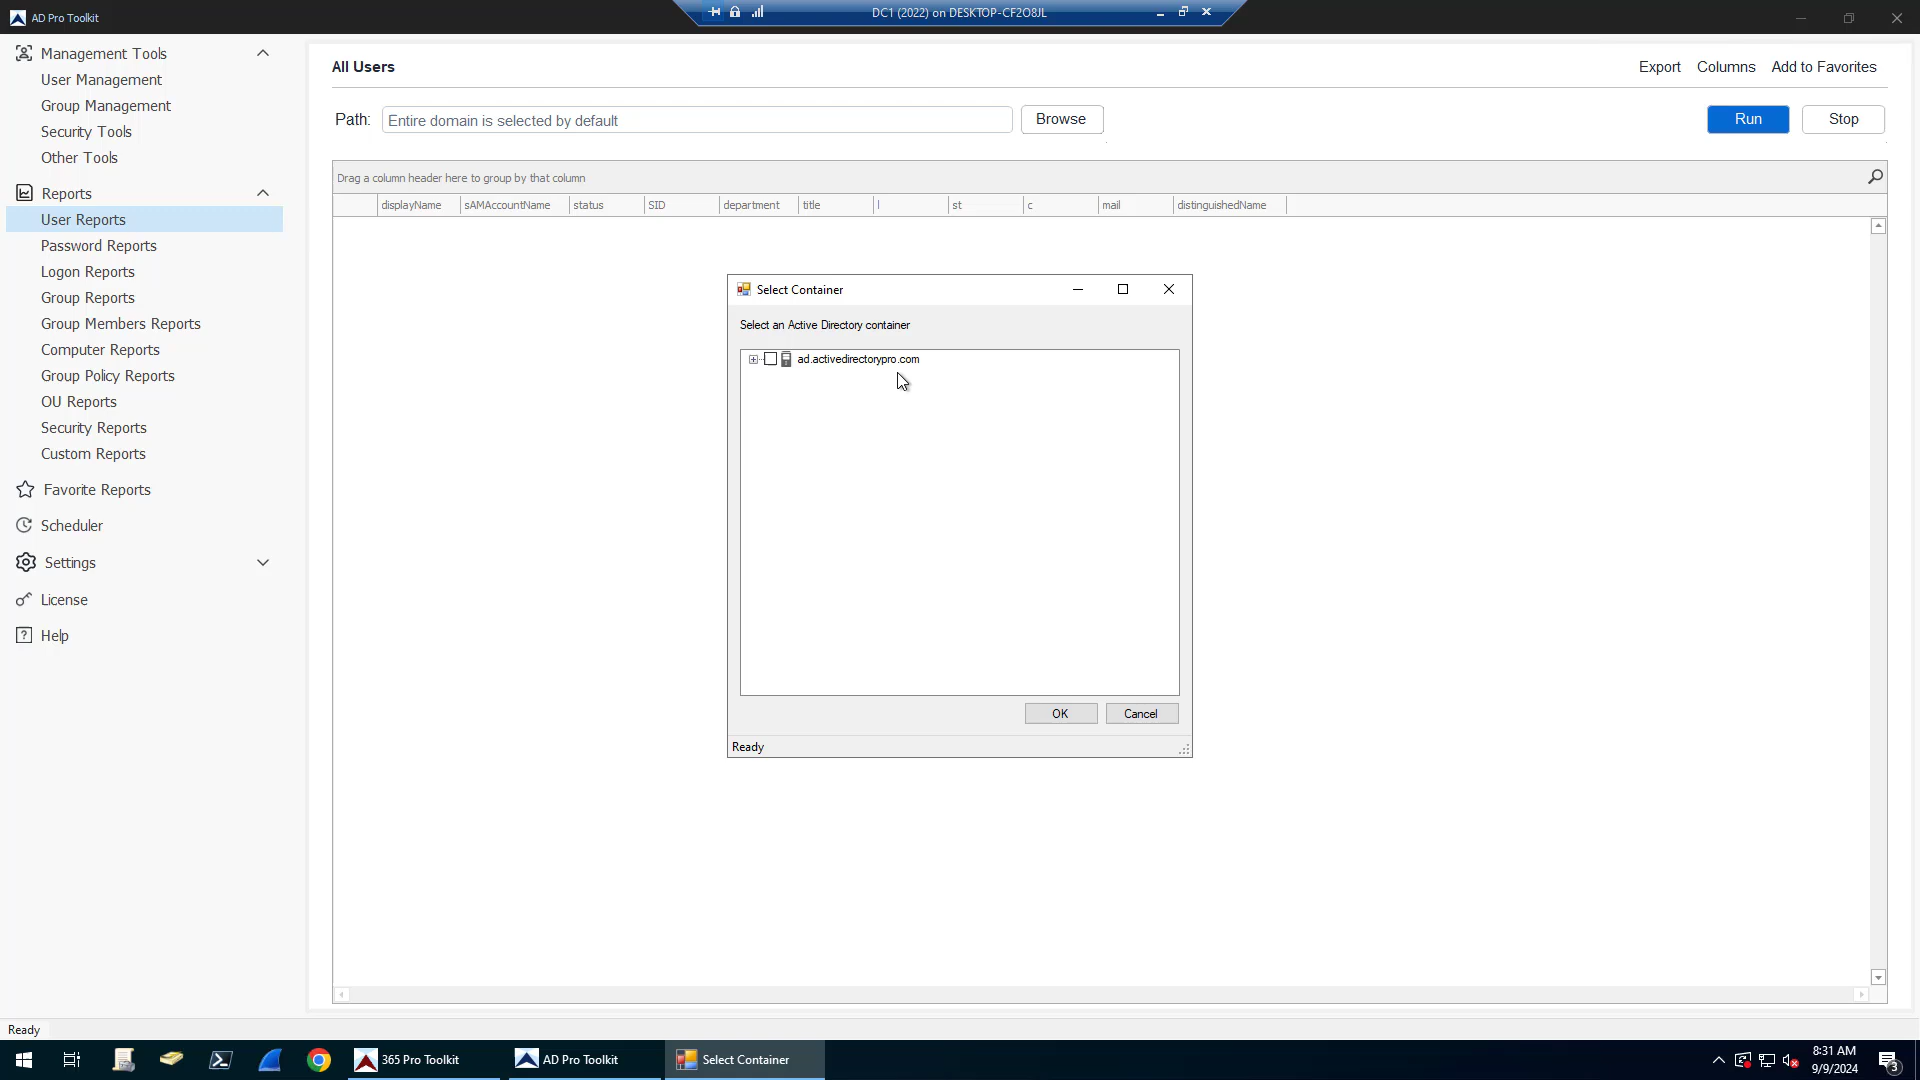 AD Pro Toolkit
DC1 (2022) on DESKTOP-CF2O8JL
Management Tools
User Management
Group Management
Security Tools
Other Tools
Reports
User Reports
Password Reports
Logon Reports
Group Reports
Group Members Reports
Computer Reports
Group Policy Reports
OU Reports
Security Reports
Custom Reports
Favorite Reports
Scheduler
Settings
License
Help
All Users
Export Columns Add to Favorites
Path: Entire domain is selected by default Browse Run Stop
Drag a column header here to group by that column
displayName sAMAccountName status SID department title l st c mail distinguishedName
Select Container
Select an Active Directory container
ad.activedirectorypro.com
OK Cancel
Ready
Ready
365 Pro Toolkit AD Pro Toolkit Select Container
8:31 AM
9/9/2024
3